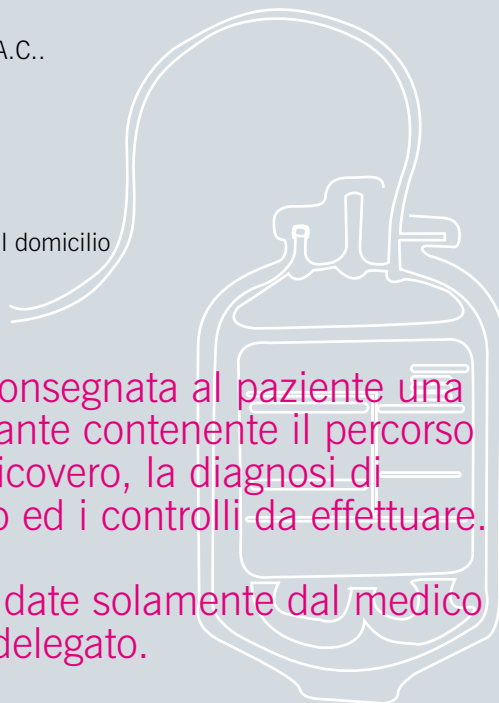 A.C..
l domicilio
onsegnata al paziente una
ante contenente il percorso
icovero, la diagnosi di
o ed i controlli da effettuare.
date solamente dal medico
delegato.